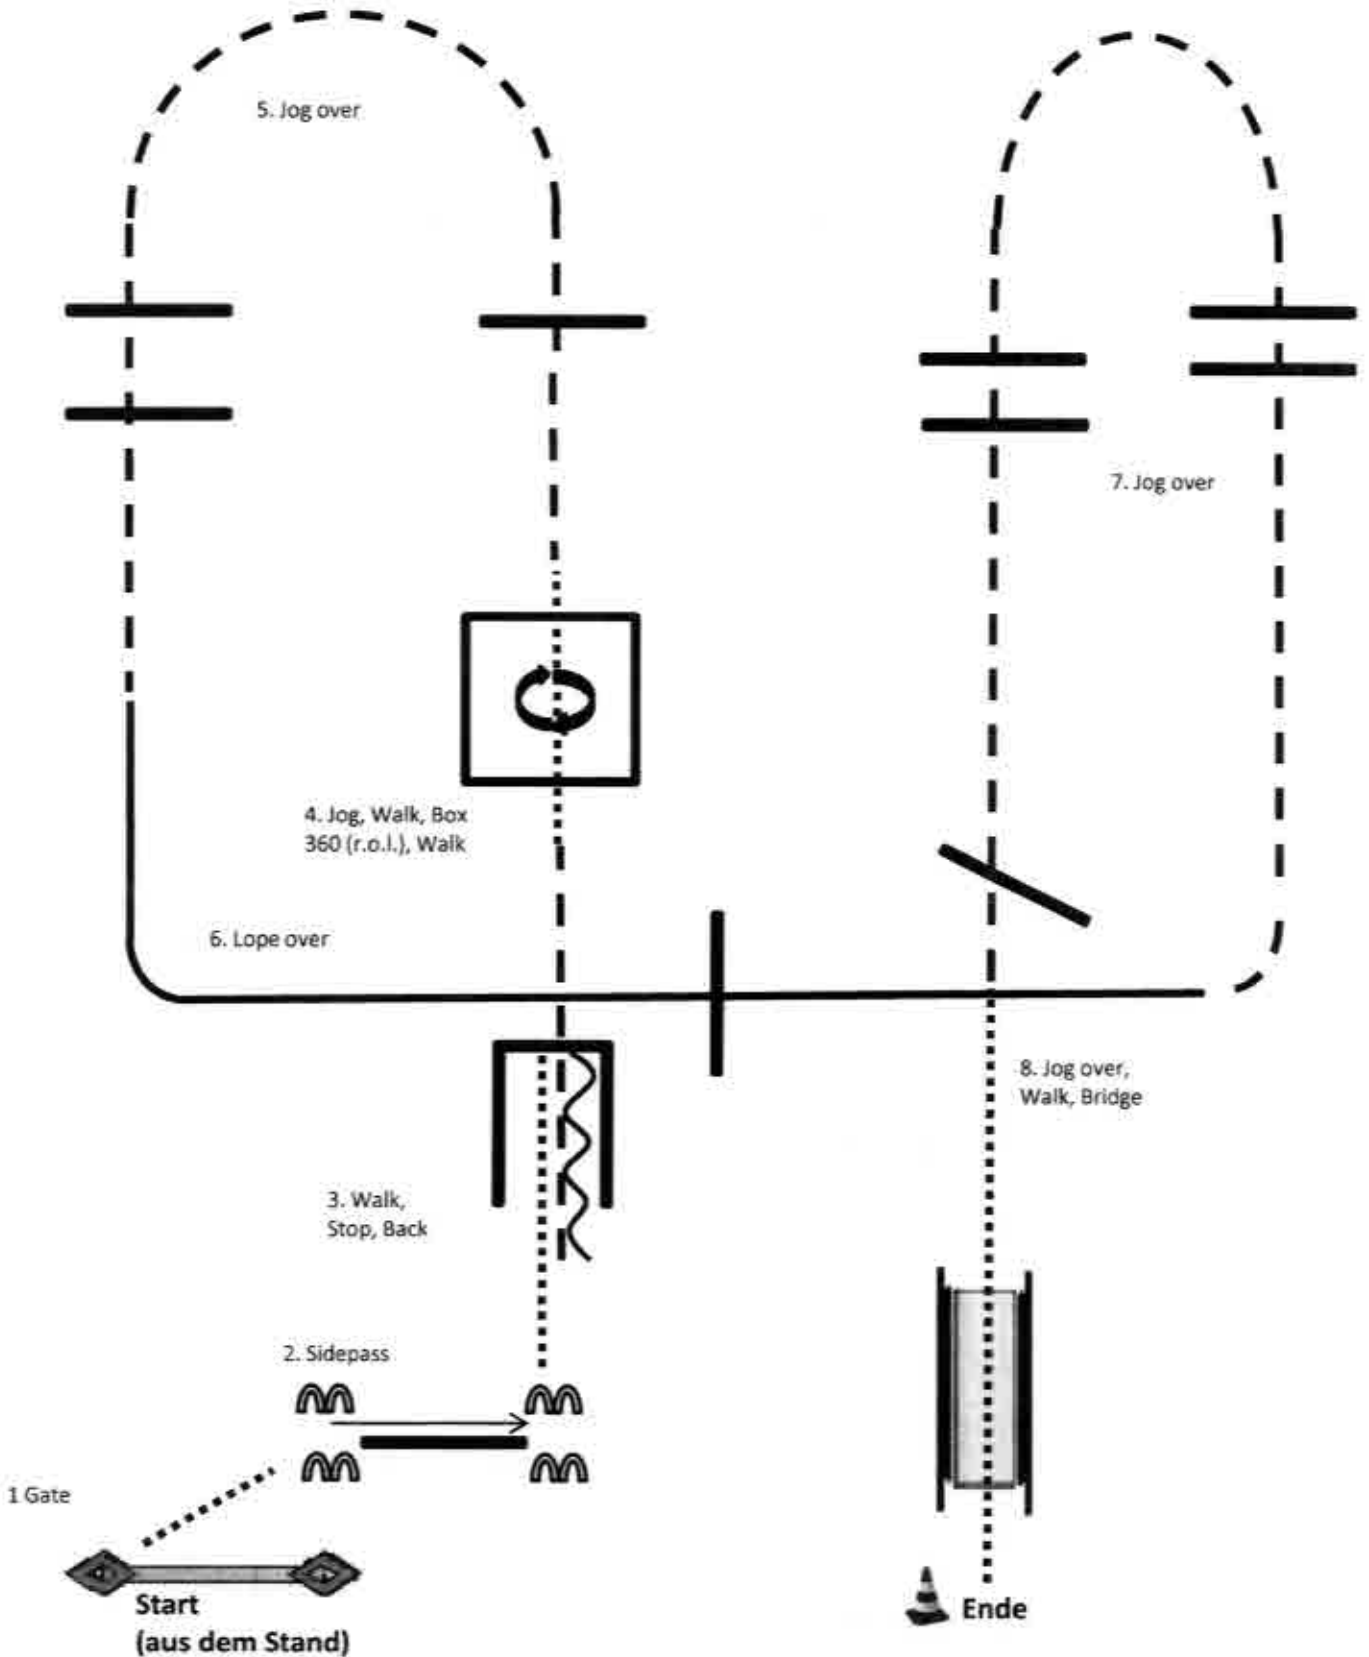 5. Jog over
7. Jog over
4. Jog, Walk, Box
360 (r.o.l.), Walk
6. Lope over
8. Jog over,
Walk, Bridge
3. Walk,
Stop, Back
2. Sidepass
1 Gate
Start
(aus dem Stand)
Ende